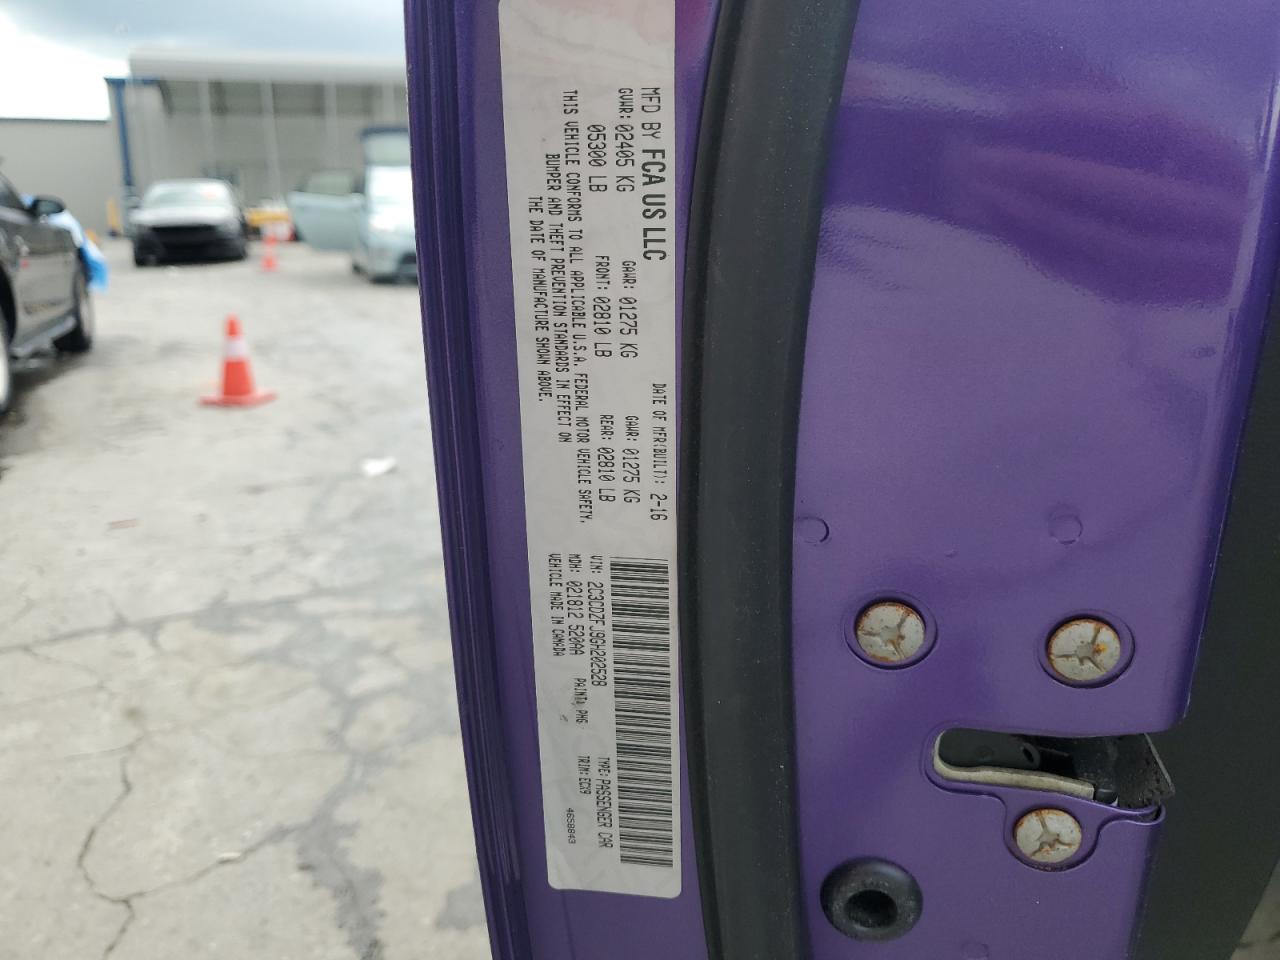 MFD BY FCA US LLC
DATE OF MFR(BUILT): 2-16
GVWR: 02405 KG
GAWR: 01275 KG
GAWR: 01275 KG
05300 LB
FRONT: 02810 LB
REAR: 02810 LB
THIS VEHICLE CONFORMS TO ALL APPLICABLE U.S.A. FEDERAL MOTOR VEHICLE SAFETY,
BUMPER AND THEFT PREVENTION STANDARDS IN EFFECT ON
THE DATE OF MANUFACTURE SHOWN ABOVE.
VIN: 2C3CDZFJ9GH202528
TYPE: PASSENGER CAR
MDH: 021812 520AA
PAINT: PHG
TRIM: ECX9
VEHICLE MADE IN CANADA
4658843